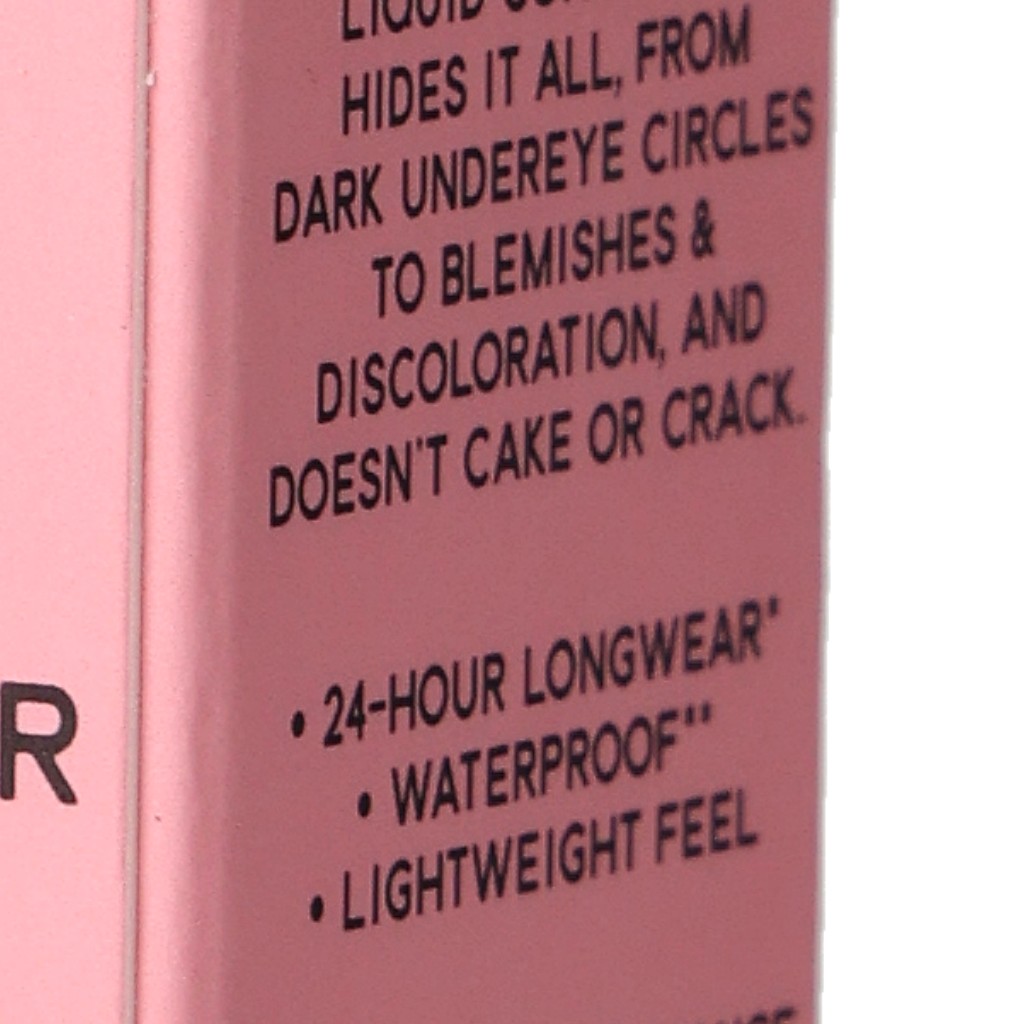 LIQUID
HIDES IT ALL, FROM
DARK UNDEREYE CIRCLES
TO BLEMISHES &
DISCOLORATION, AND
DOESN'T CAKE OR CRACK.
• 24-HOUR LONGWEAR*
• WATERPROOF**
• LIGHTWEIGHT FEEL
R